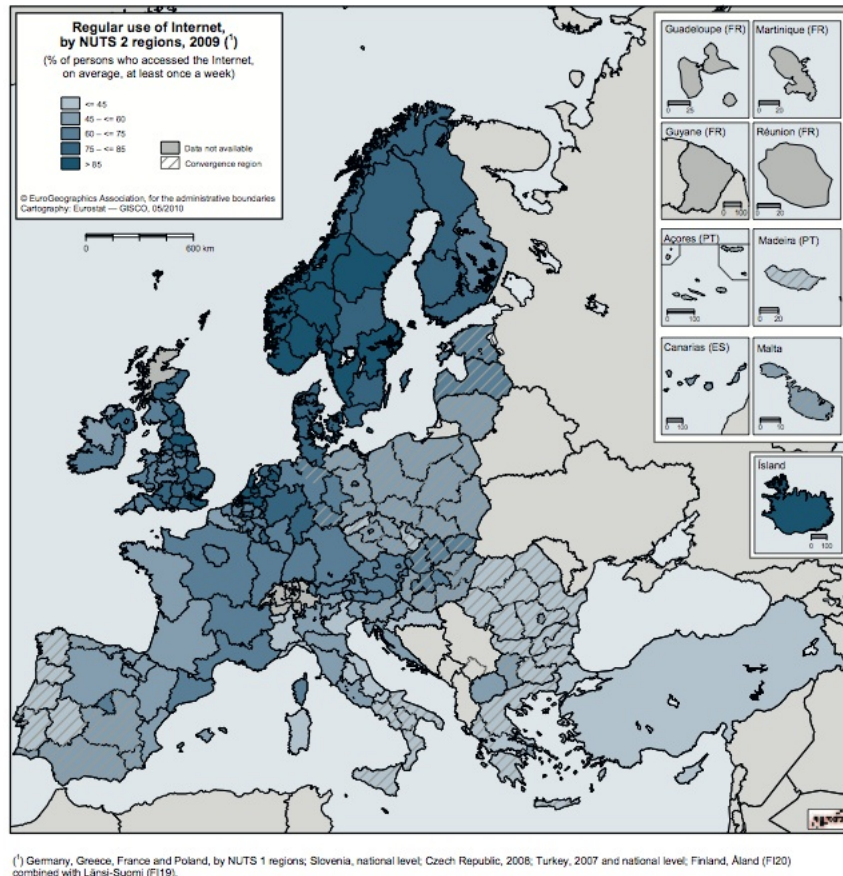 Regular use of Internet,
by NUTS 2 regions, 2009 (¹)
(% of persons who accessed the Internet,
on average, at least once a week)
<= 45
45 – <= 60
60 – <= 75
75 – <= 85
> 85
Data not available
Convergence region
© EuroGeographics Association, for the administrative boundaries
Cartography: Eurostat — GISCO, 05/2010
0 600 km
Guadeloupe (FR)
0 25
Martinique (FR)
0 20
Guyane (FR)
0 100
Réunion (FR)
0 20
Açores (PT)
0 100
Madeira (PT)
0 20
Canarias (ES)
0 100
Malta
0 10
Ísland
0 100
(¹) Germany, Greece, France and Poland, by NUTS 1 regions; Slovenia, national level; Czech Republic, 2008; Turkey, 2007 and national level; Finland, Åland (FI20)
combined with Länsi-Suomi (FI19).